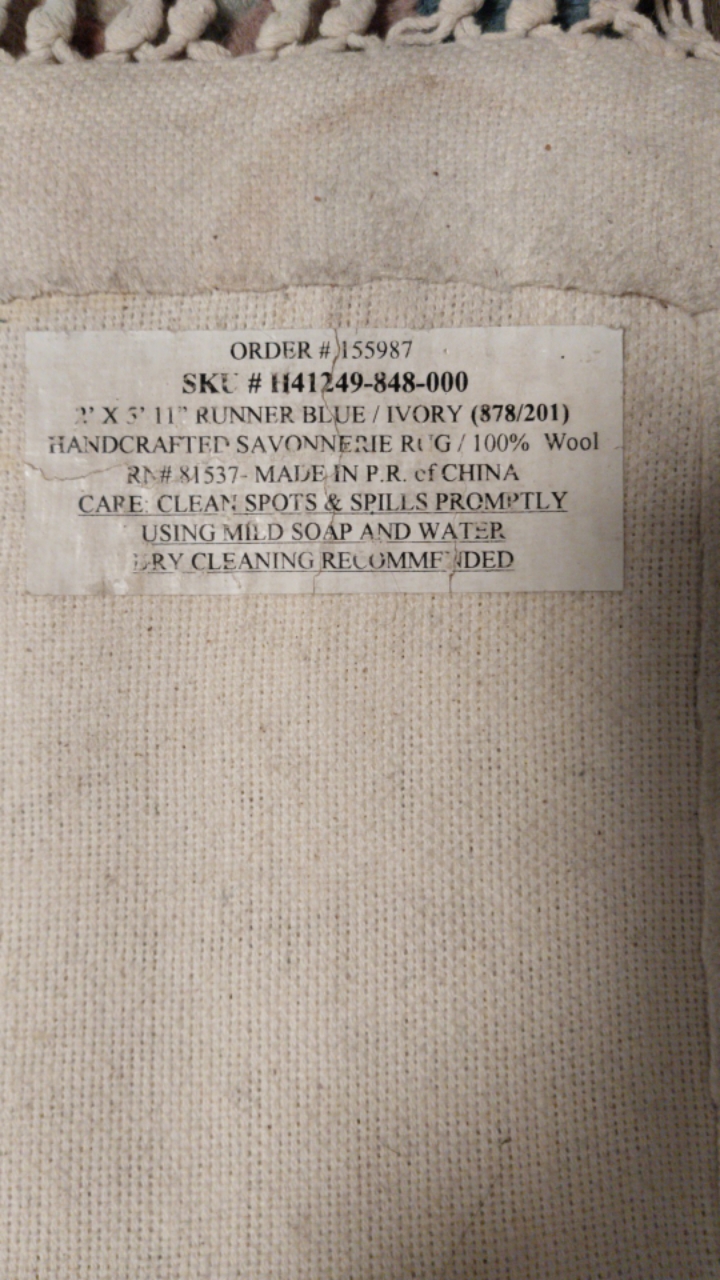 ORDER # 155987
SKU # H41249-848-000
2' X 5' 11" RUNNER BLUE / IVORY (878/201)
HANDCRAFTED SAVONNERIE RUG / 100% Wool
RN# 81537- MADE IN P.R. of CHINA
CARE: CLEAN SPOTS & SPILLS PROMPTLY
USING MILD SOAP AND WATER
DRY CLEANING RECOMMENDED